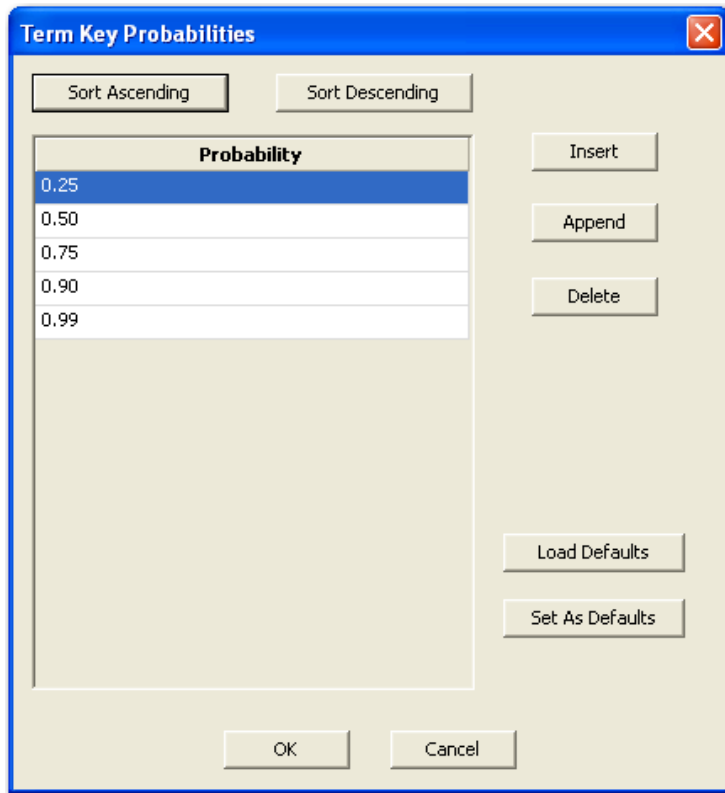 Term Key Probabilities
Sort Ascending
Sort Descending
Probability
0.25
0.50
0.75
0.90
0.99
Insert
Append
Delete
Load Defaults
Set As Defaults
OK
Cancel